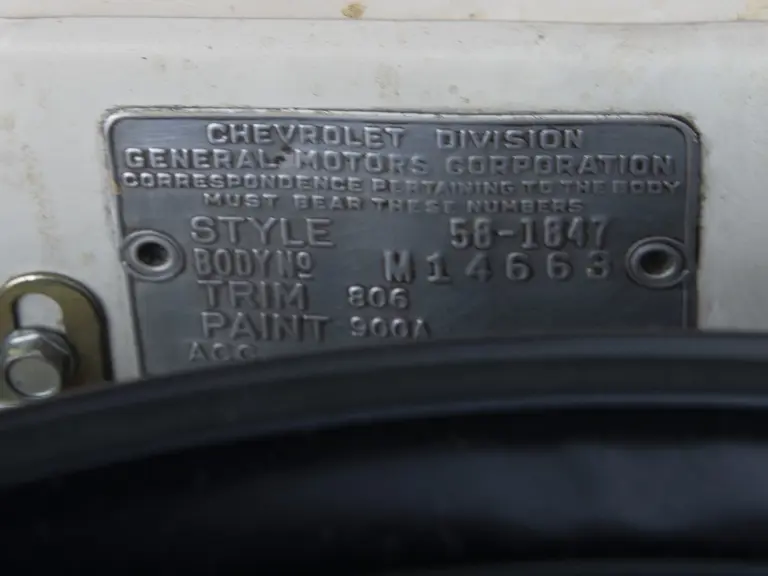 CHEVROLET DIVISION
GENERAL MOTORS CORPORATION
CORRESPONDENCE PERTAINING TO THE BODY
MUST BEAR THESE NUMBERS
STYLE 58-1847
BODY Nº M14663
TRIM 806
PAINT 900A
ACC